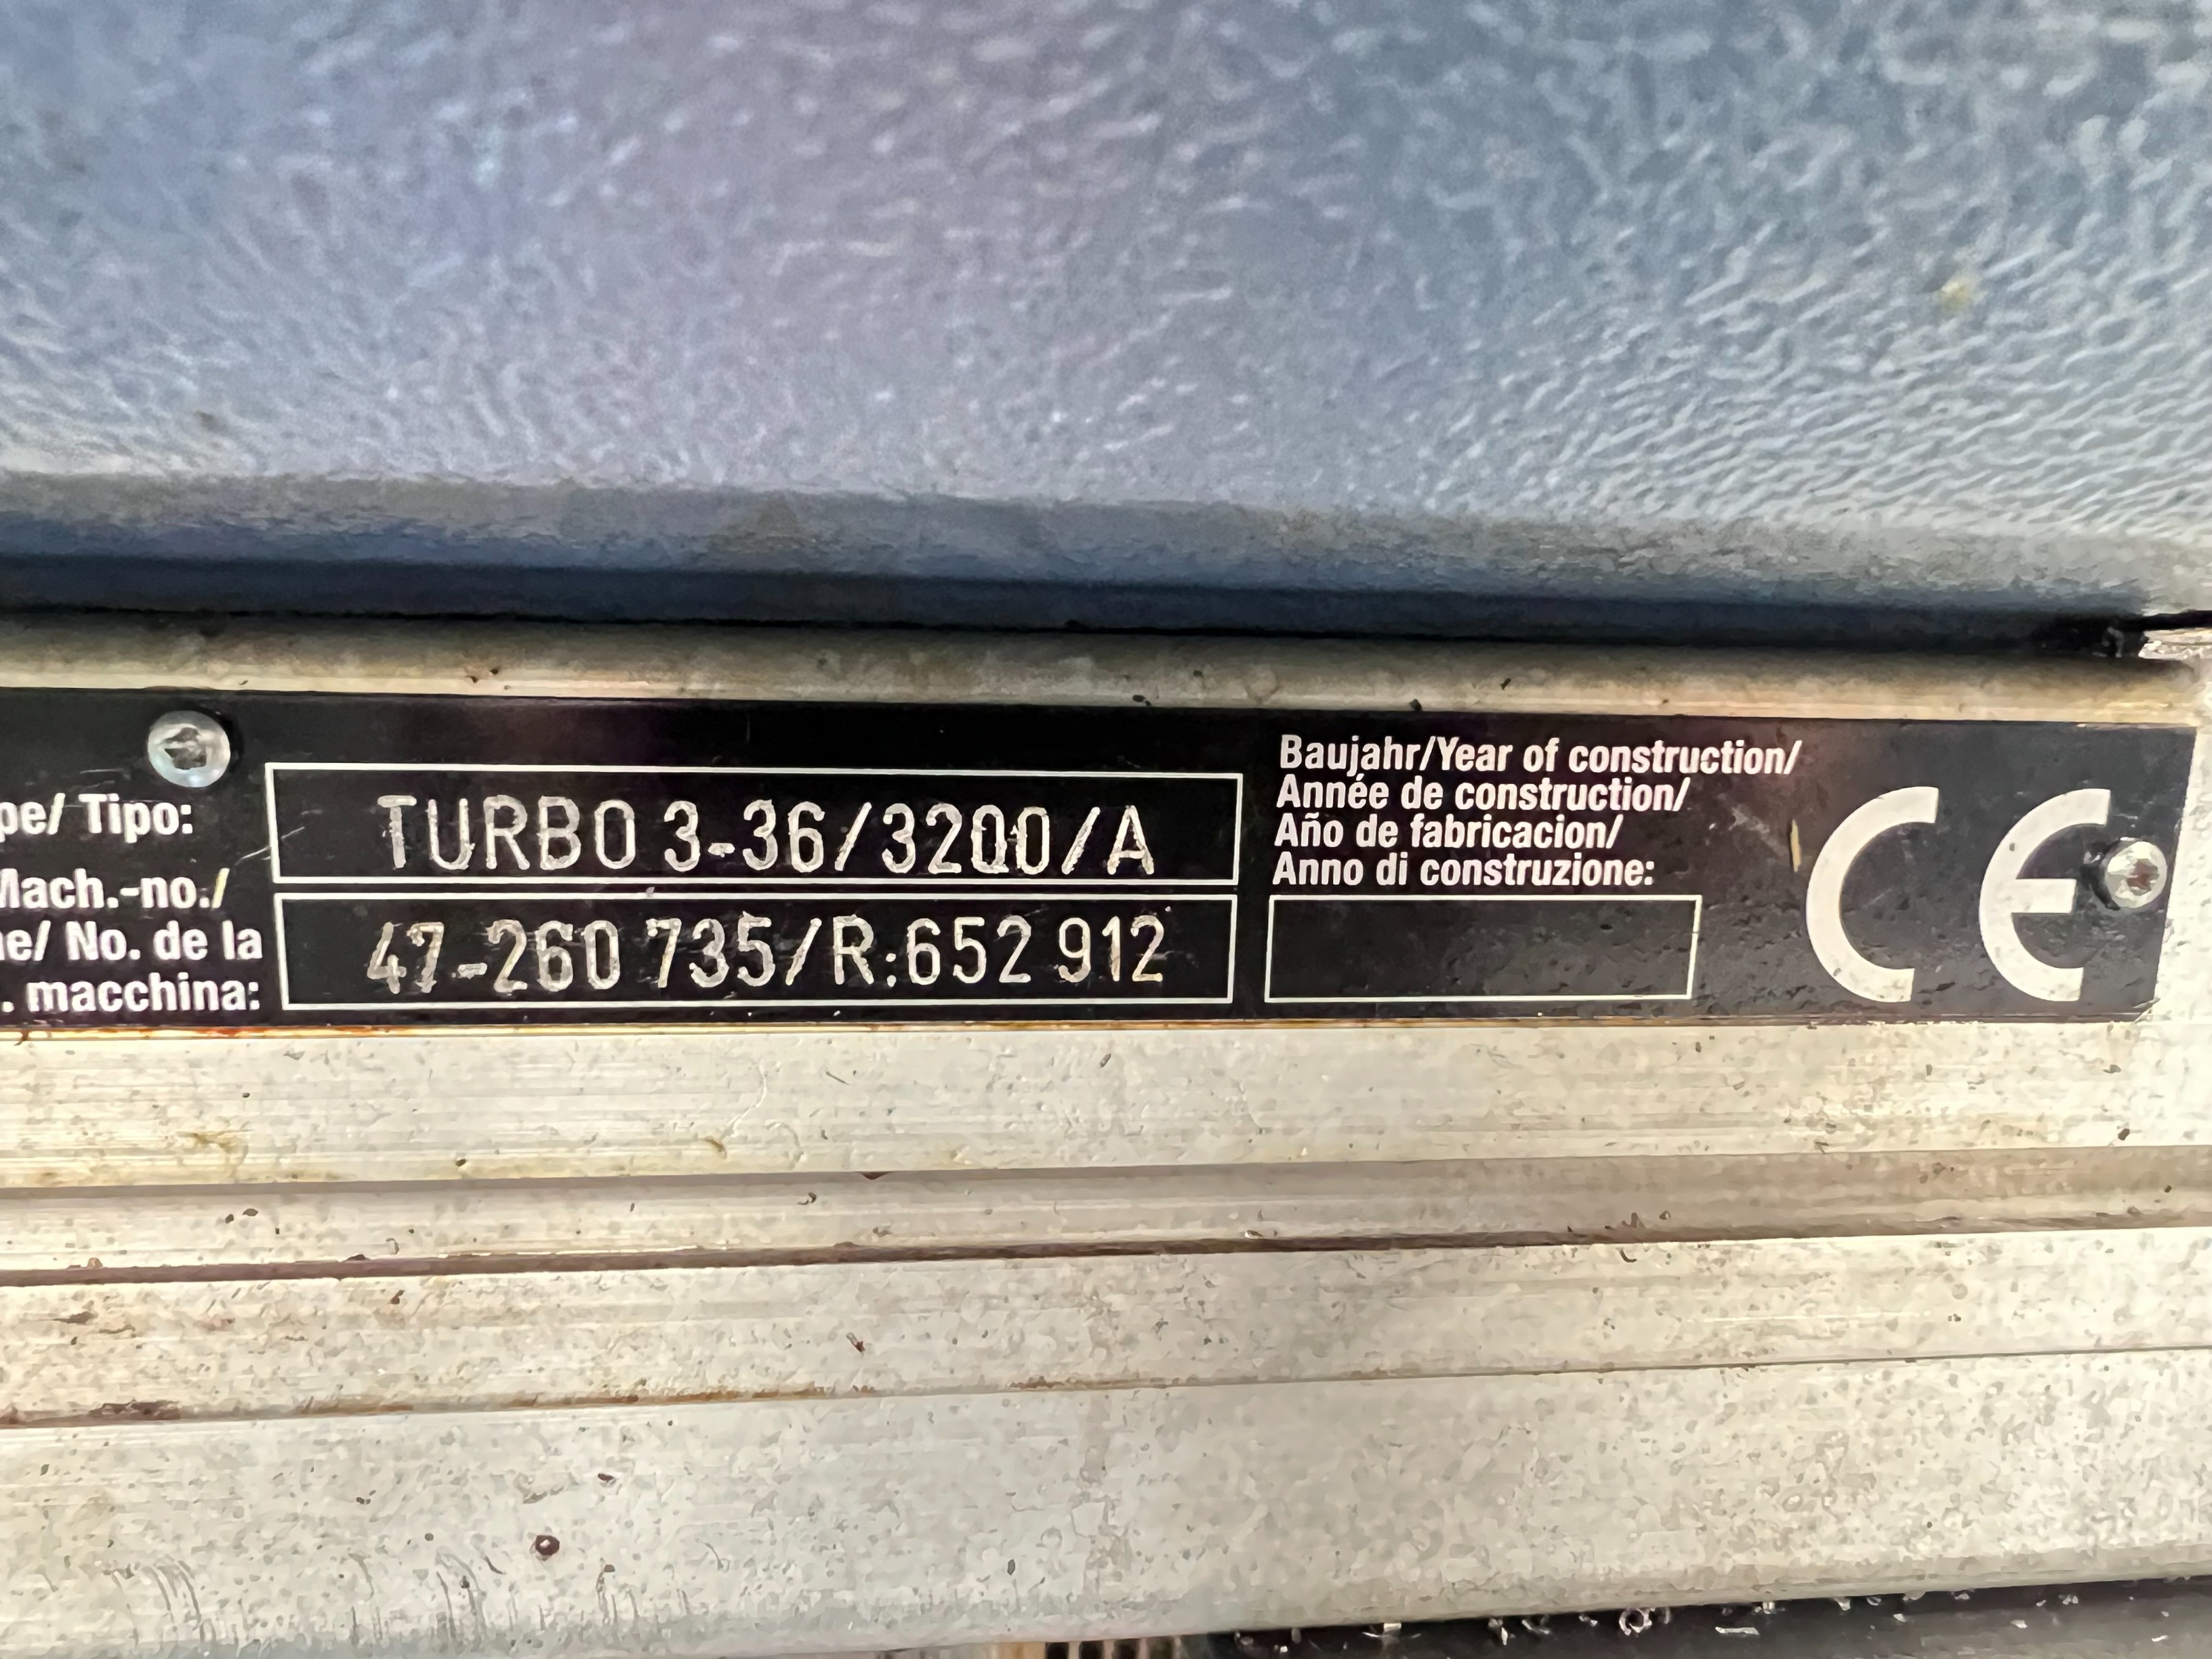 pe/ Tipo:
TURBO 3-36/3200/A
Mach.-no./
e/ No. de la
. macchina:
47-260 735/R:652 912
Baujahr/Year of construction/
Année de construction/
Año de fabricacion/
Anno di construzione:
CE